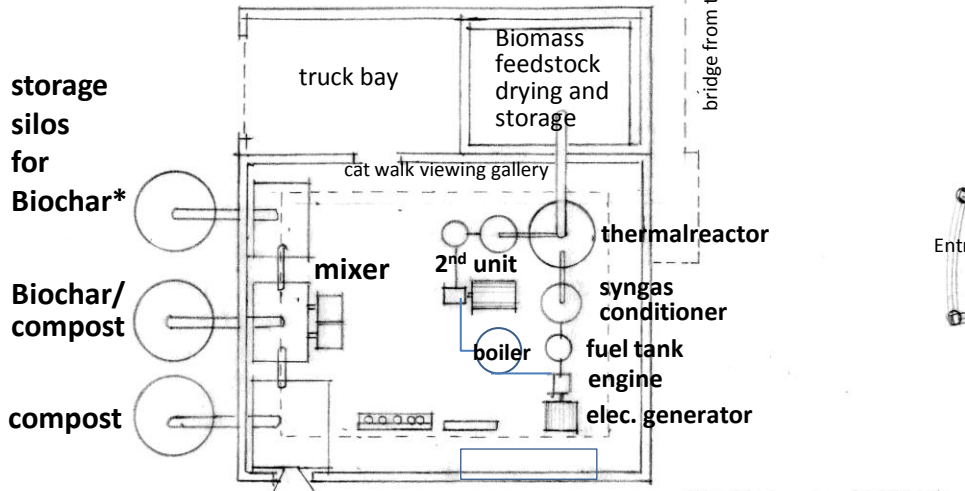 storage
silos
for
Biochar*
Biochar/
compost
compost
truck bay
Biomass
feedstock
drying and
storage
cat walk viewing gallery
mixer
2nd unit
thermalreactor
syngas
conditioner
boiler
fuel tank
engine
elec. generator
bridge from t
Entr